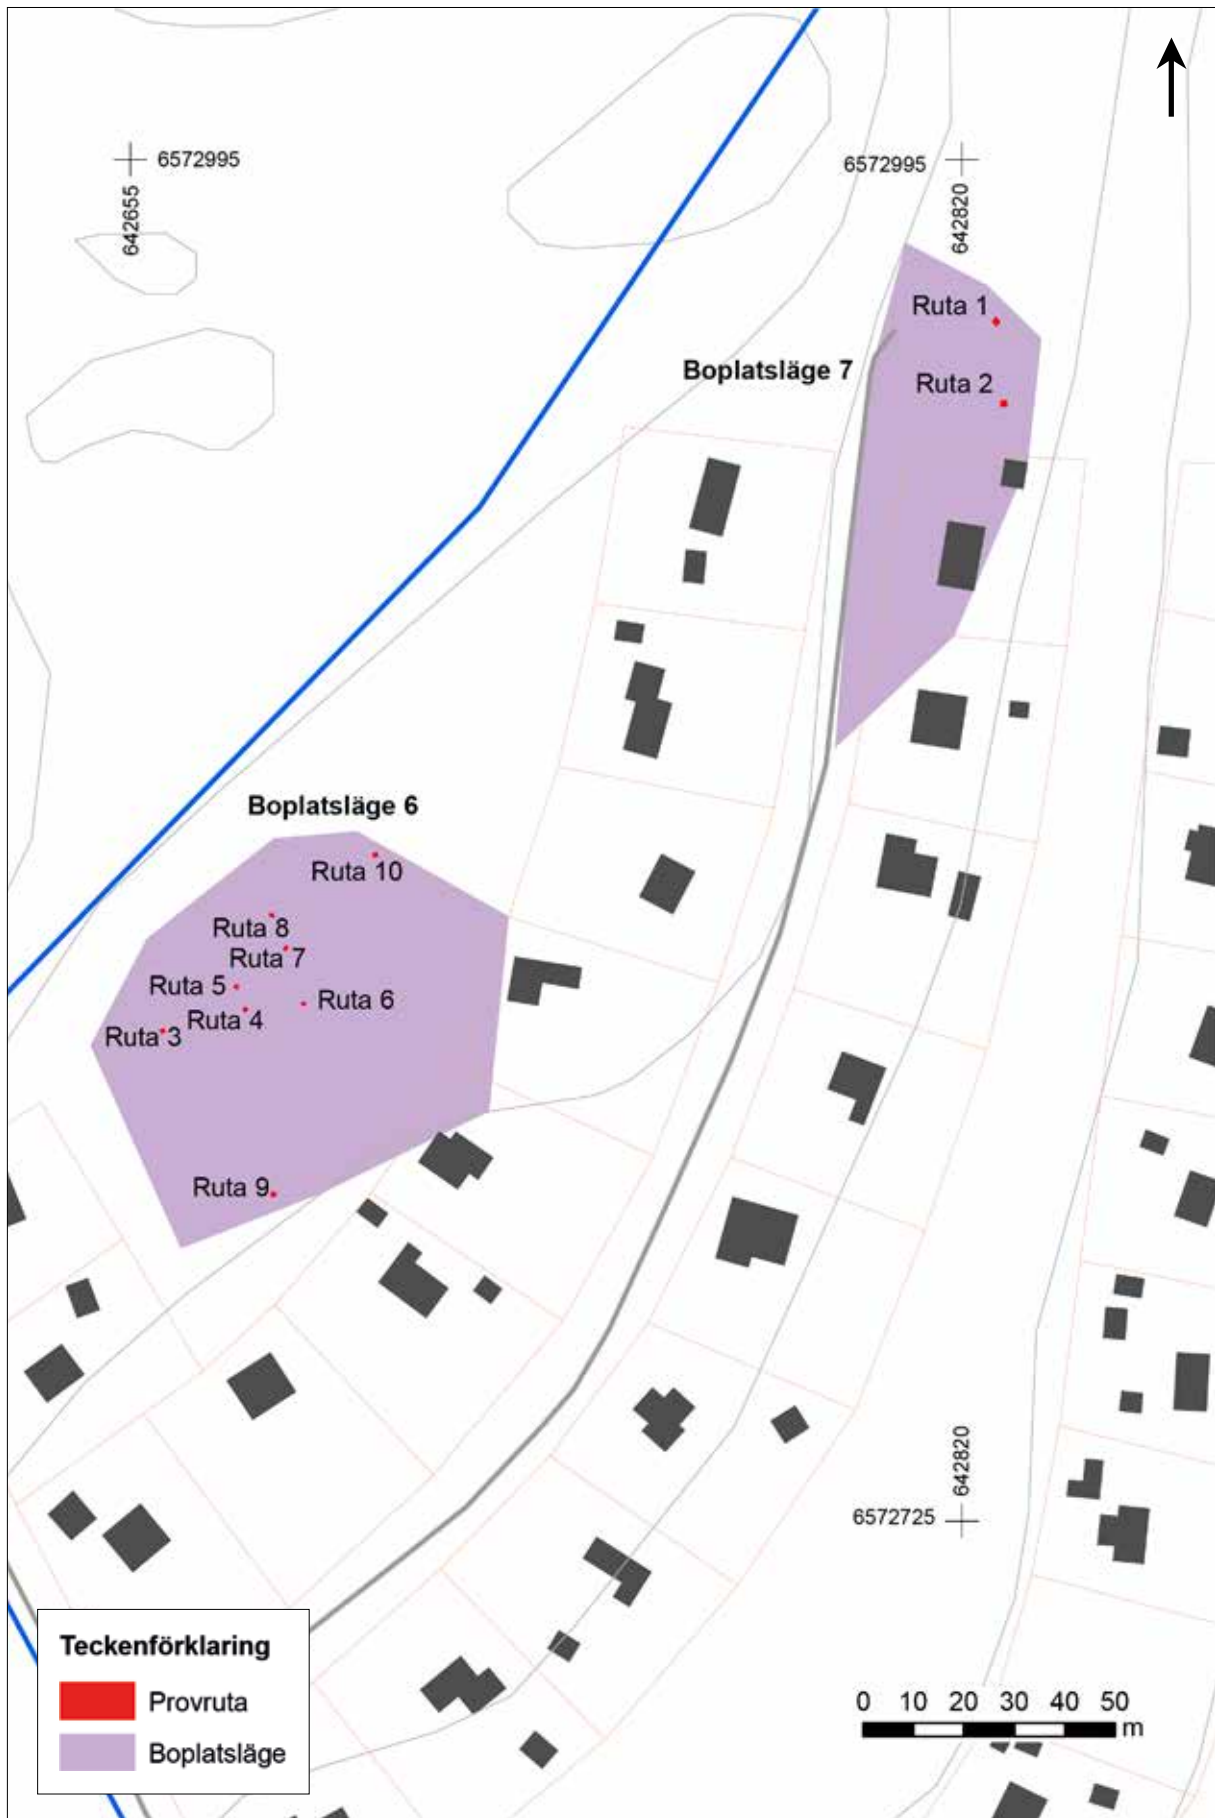 6572995
642655
6572995
642820
Ruta 1
Boplatsläge 7
Ruta 2
Boplatsläge 6
Ruta 10
Ruta 8
Ruta 7
Ruta 5
Ruta 6
Ruta 4
Ruta 3
Ruta 9
642820
6572725
Teckenförklaring
Provruta
Boplatsläge
0 10 20 30 40 50
m